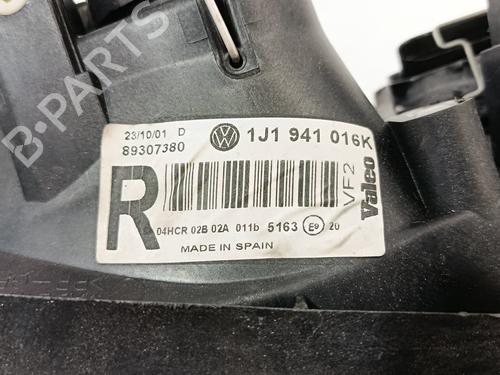 B-PARTS
23/10/01 D
89307380
1J1 941 016K
R
VF2
Valeo
04HCR 02B 02A 011b 5163 E9 20
MADE IN SPAIN